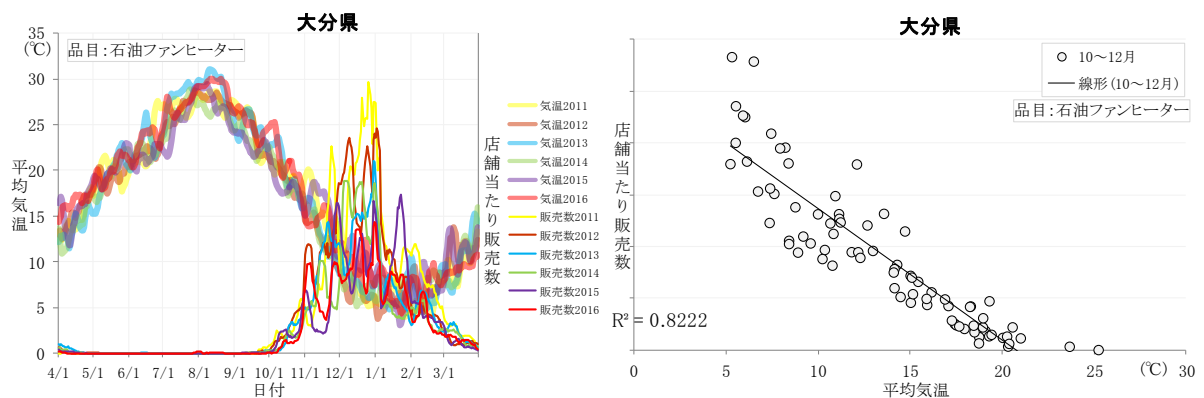 大分県
35
(℃)
品目:石油ファンヒーター
30
25
20
15
10
5
0
平均気温
4/1 5/1 6/1 7/1 8/1 9/1 10/1 11/1 12/1 1/1 2/1 3/1
日付
店舗当たり販売数
気温2011
気温2012
気温2013
気温2014
気温2015
気温2016
販売数2011
販売数2012
販売数2013
販売数2014
販売数2015
販売数2016
大分県
10～12月
線形(10～12月)
品目:石油ファンヒーター
店舗当たり販売数
R² = 0.8222
0 5 10 15 20 25 30
(℃)
平均気温